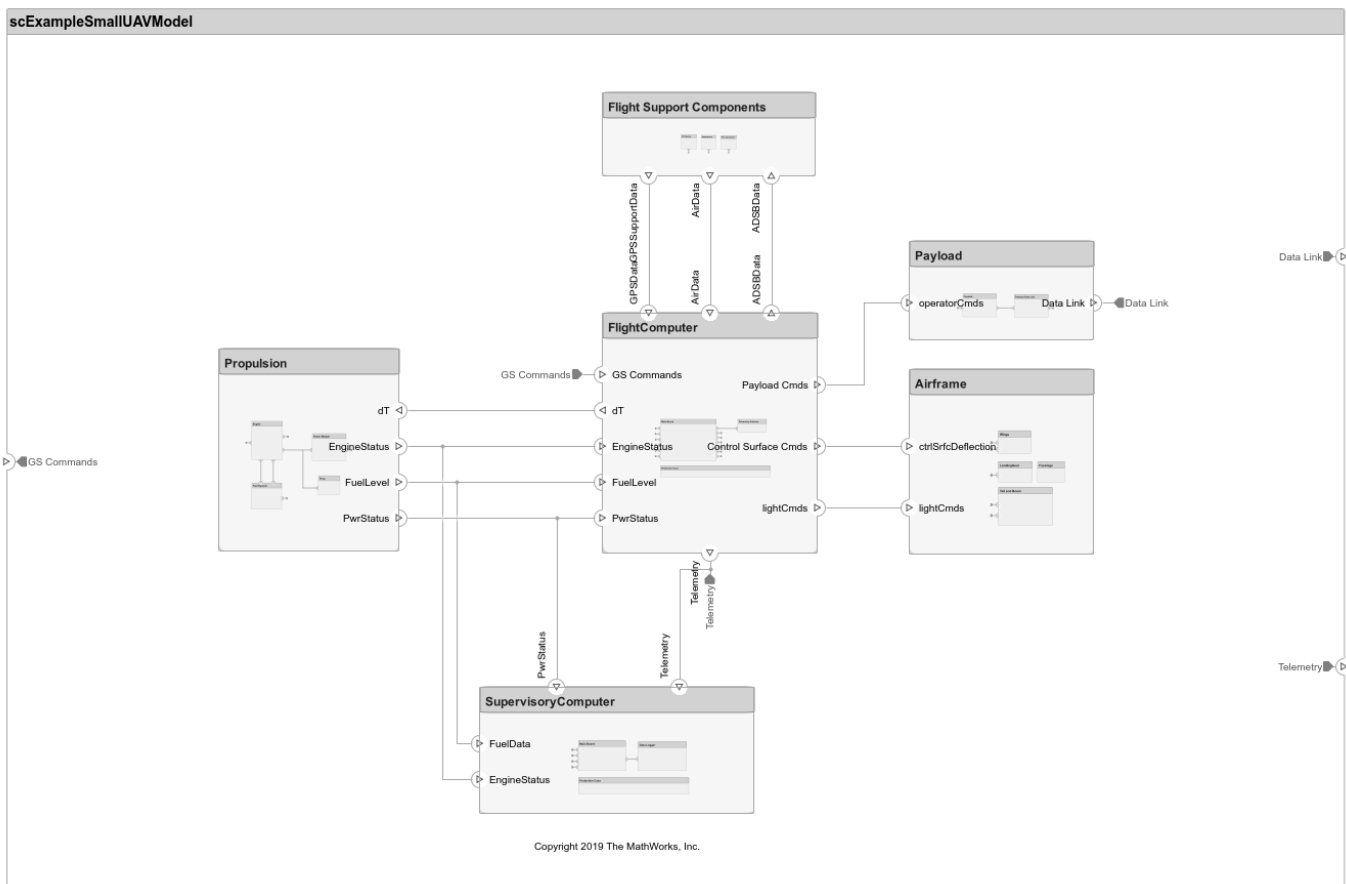 scExampleSmallUAVModel
Flight Support Components
GPSSupportData
AirData
ADSBData
GPSData
AirData
ADSBData
Payload
operatorCmds
Data Link
Data Link
Data Link
FlightComputer
GS Commands
GS Commands
Payload Cmds
dT
EngineStatus
Control Surface Cmds
FuelLevel
PwrStatus
lightCmds
Telemetry
Telemetry
Propulsion
dT
EngineStatus
FuelLevel
PwrStatus
Airframe
ctrlSrfcDeflection
lightCmds
GS Commands
PwrStatus
Telemetry
Telemetry
SupervisoryComputer
FuelData
EngineStatus
Copyright 2019 The MathWorks, Inc.